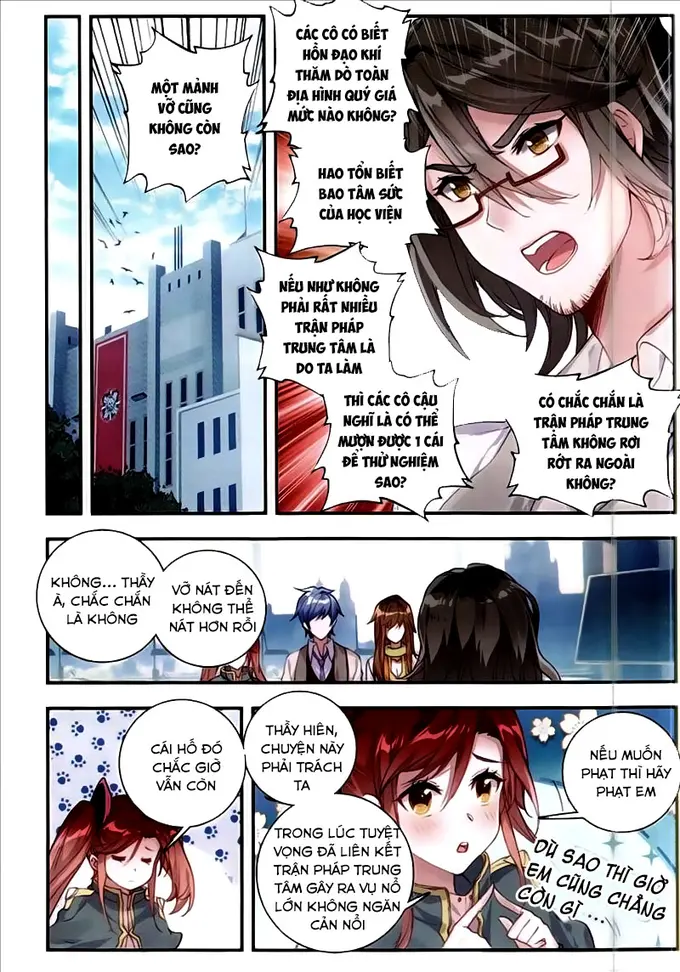 CÁC CÔ CÓ BIẾT
HỒN ĐẠO KHÍ
THĂM DÒ TOÀN
ĐỊA HÌNH QUÝ GIÁ
MỨC NÀO KHÔNG?
MỘT MẢNH
VỠ CŨNG
KHÔNG CÒN
SAO?
HAO TỔN BIẾT
BAO TÂM SỨC
CỦA HỌC VIỆN
NẾU NHƯ KHÔNG
PHẢI RẤT NHIỀU
TRẬN PHÁP
TRUNG TÂM LÀ
DO TA LÀM
THÌ CÁC CÔ CẬU
NGHĨ LÀ CÓ THỂ
MƯỢN ĐƯỢC 1 CÁI
ĐỂ THỬ NGHIỆM
SAO?
CÓ CHẮC CHẮN LÀ
TRẬN PHÁP TRUNG
TÂM KHÔNG RƠI
RỚT RA NGOÀI
KHÔNG?
KHÔNG... THẦY
À, CHẮC CHẮN
LÀ KHÔNG
VỠ NÁT ĐẾN
KHÔNG THỂ
NÁT HƠN RỒI
CÁI HỐ ĐÓ
CHẮC GIỜ
VẪN CÒN
THẦY HIÊN,
CHUYỆN NÀY
PHẢI TRÁCH
TA
TRONG LÚC TUYỆT
VỌNG ĐÃ LIÊN KẾT
TRẬN PHÁP TRUNG
TÂM GÂY RA VỤ NỔ
LỚN KHÔNG NGĂN
CẢN NỔI
NẾU MUỐN
PHẠT THÌ HÃY
PHẠT EM
DÙ SAO THÌ GIỜ
EM CŨNG CHẲNG
CÒN GÌ ...